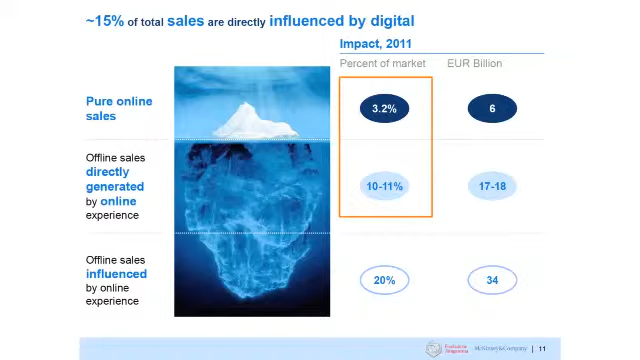 ~15% of total sales are directly influenced by digital
Impact, 2011
Percent of market
EUR Billion
Pure online
sales
3.2%
6
Offline sales
directly
generated
by online
experience
10-11%
17-18
Offline sales
influenced
by online
experience
20%
34
McKinsey&Company | 11